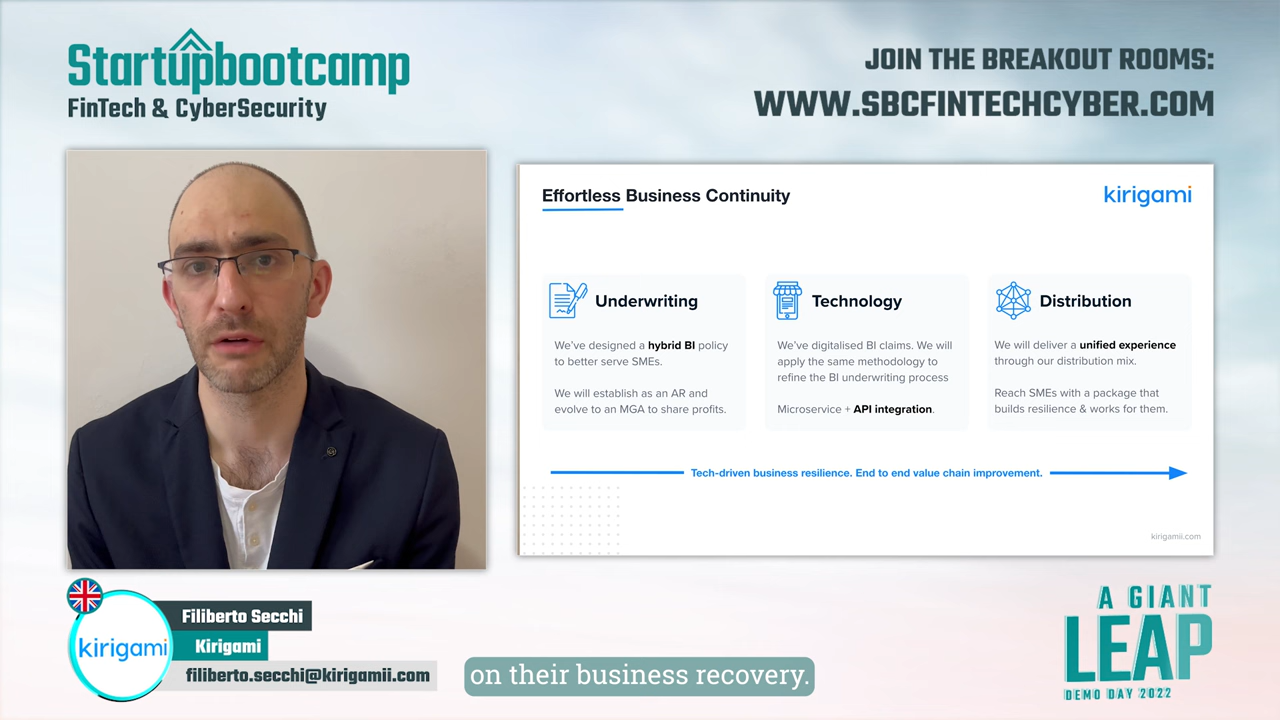 Startupbootcamp
FinTech & CyberSecurity
JOIN THE BREAKOUT ROOMS:
WWW.SBCFINTECHCYBER.COM
Effortless Business Continuity
kirigami
Underwriting
We've designed a hybrid BI policy
to better serve SMEs.
We will establish as an AR and
evolve to an MGA to share profits.
Technology
We've digitalised BI claims. We will
apply the same methodology to
refine the BI underwriting process
Microservice + API integration.
Distribution
We will deliver a unified experience
through our distribution mix.
Reach SMEs with a package that
builds resilience & works for them.
Tech-driven business resilience. End to end value chain improvement.
kirigamii.com
kirigami
Filiberto Secchi
Kirigami
filiberto.secchi@kirigamii.com
on their business recovery.
A GIANT
LEAP
DEMO DAY 2022